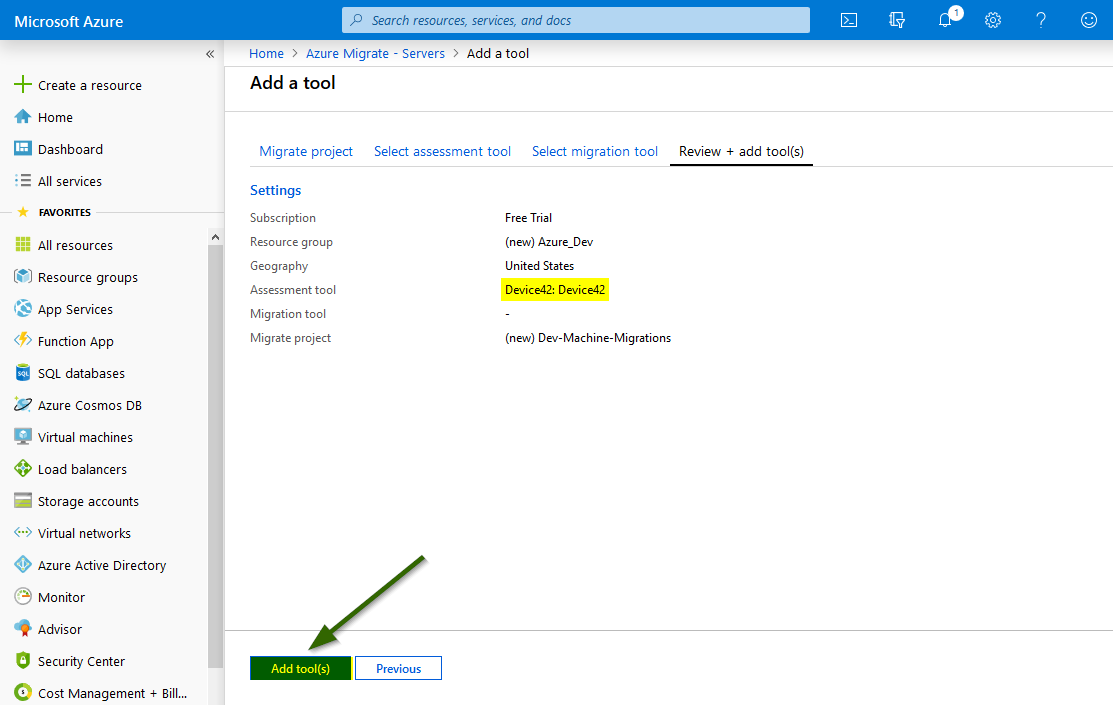 Microsoft Azure
Search resources, services, and docs
1
Home > Azure Migrate - Servers > Add a tool
Add a tool
Create a resource
Home
Dashboard
All services
FAVORITES
All resources
Resource groups
App Services
Function App
SQL
SQL databases
Azure Cosmos DB
Virtual machines
Load balancers
Storage accounts
Virtual networks
Azure Active Directory
Monitor
Advisor
Security Center
Cost Management + Bill...
Migrate project Select assessment tool Select migration tool Review + add tool(s)
Settings
Subscription Free Trial
Resource group (new) Azure_Dev
Geography United States
Assessment tool Device42: Device42
Migration tool -
Migrate project (new) Dev-Machine-Migrations
Add tool(s) Previous